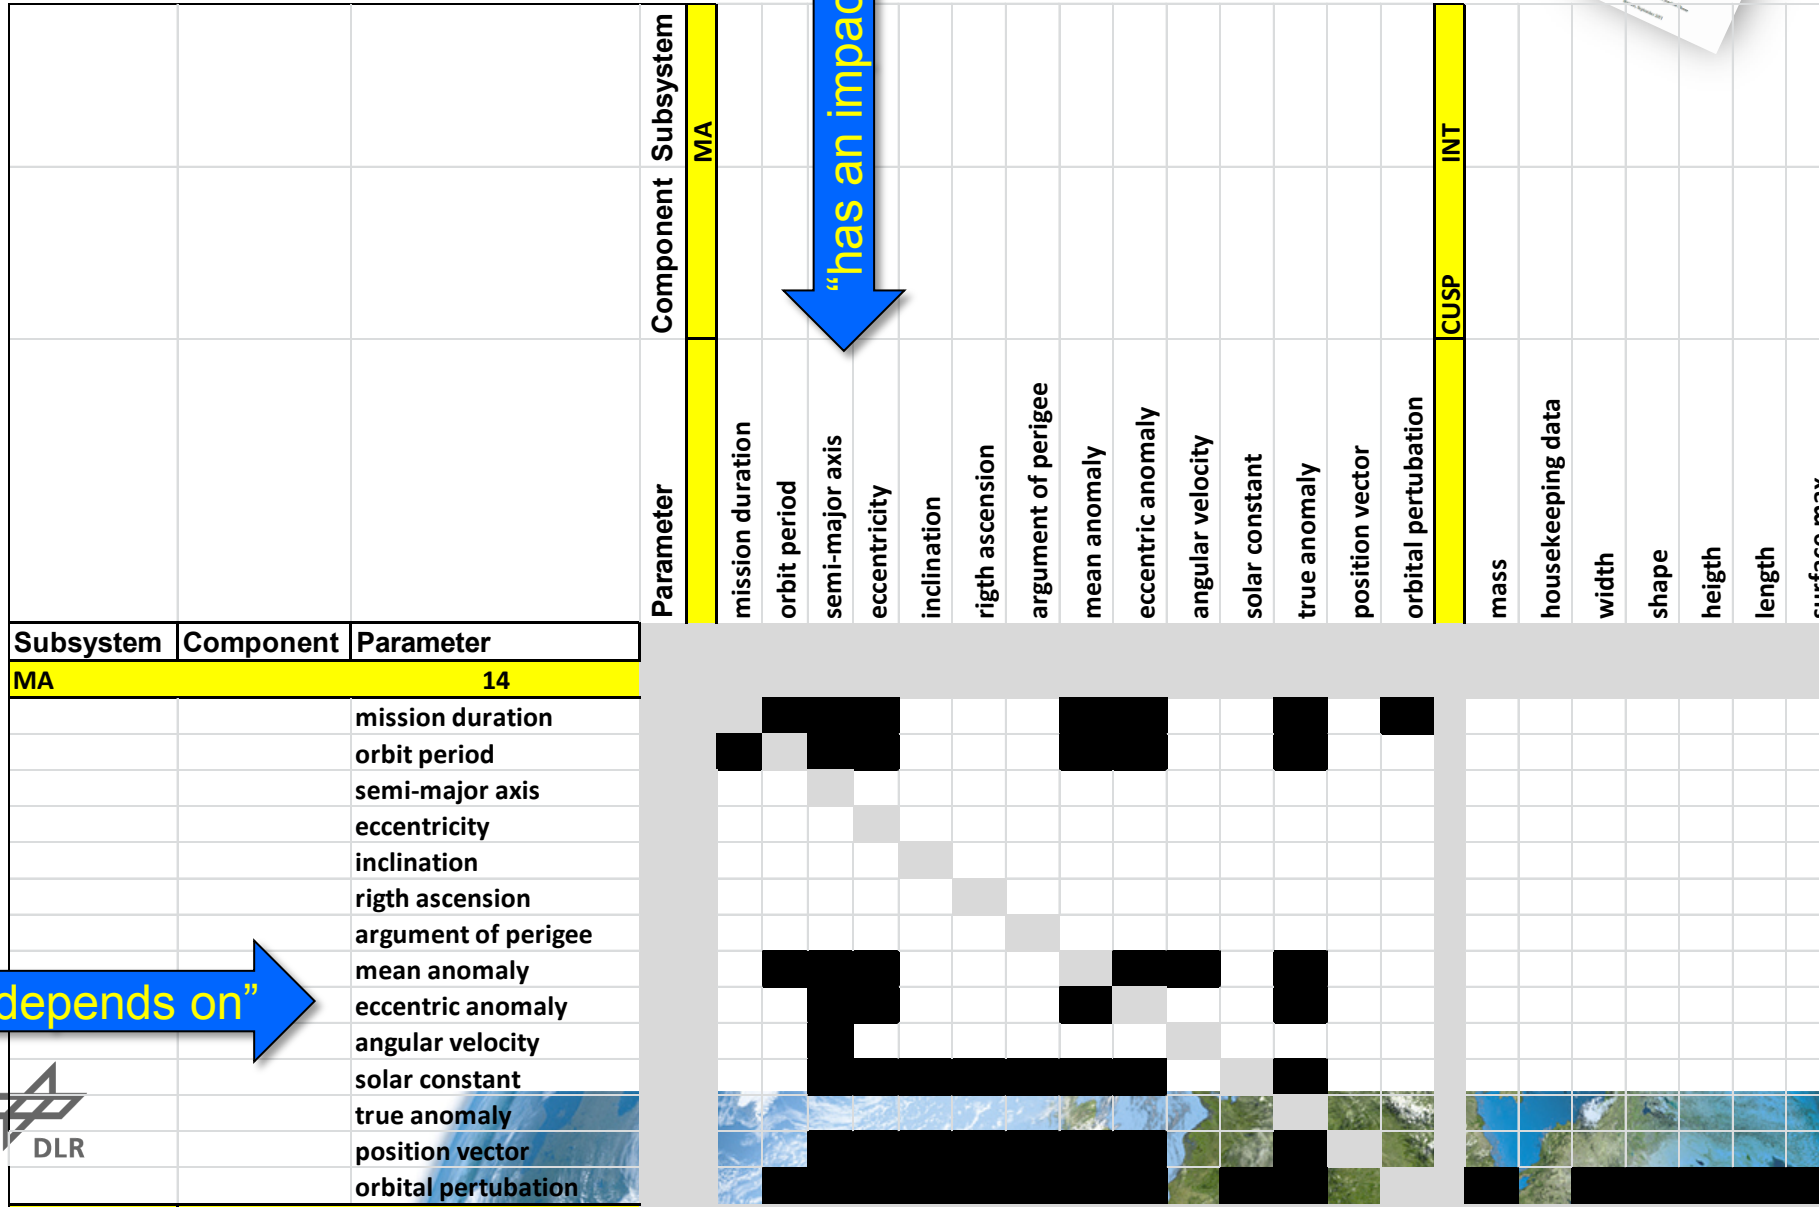 Subsystem
Component
Parameter
MA
"has an impac
INT
CUSP
mission duration
orbit period
semi-major axis
eccentricity
inclination
rigth ascension
argument of perigee
mean anomaly
eccentric anomaly
angular velocity
solar constant
true anomaly
position vector
orbital pertubation
mass
housekeeping data
width
shape
heigth
length
surface max
Subsystem Component Parameter
MA 14
mission duration
orbit period
semi-major axis
eccentricity
inclination
rigth ascension
argument of perigee
mean anomaly
depends on"
eccentric anomaly
angular velocity
solar constant
true anomaly
DLR
position vector
orbital pertubation